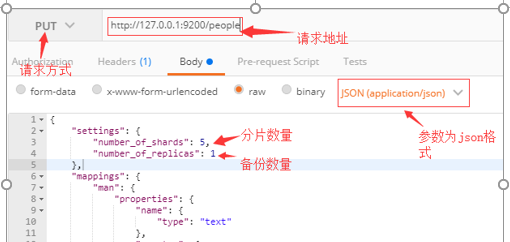 PUT
http://127.0.0.1:9200/people
请求方式
请求地址
Authorization
Headers (1)
Body
Pre-request Script
Tests
form-data
x-www-form-urlencoded
raw
binary
JSON (application/json)
参数为json格式
1 {
2 "settings": {
3 "number_of_shards": 5,
分片数量
4 "number_of_replicas": 1
备份数量
5 },
6 "mappings": {
7 "man": {
8 "properties": {
9 "name": {
10 "type": "text"
11 },